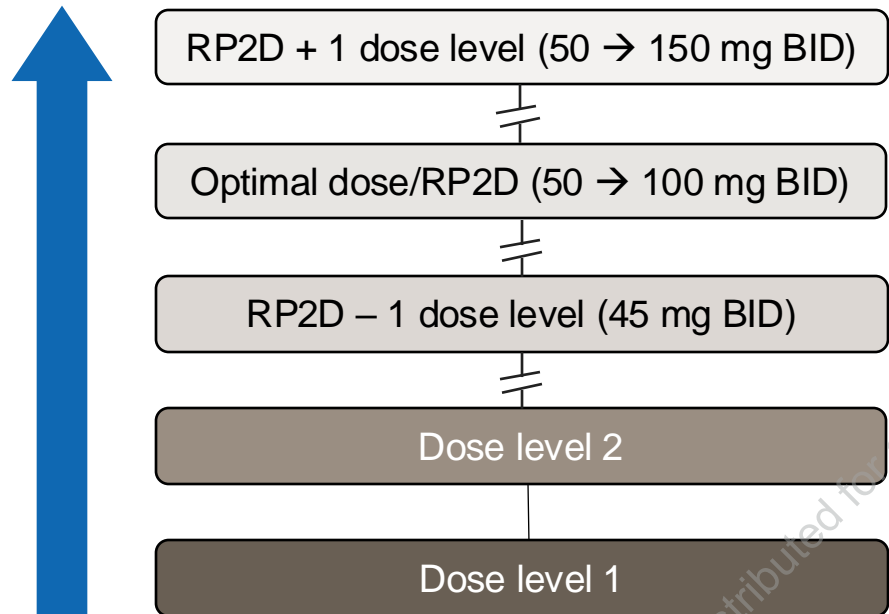 RP2D + 1 dose level (50 → 150 mg BID)
Optimal dose/RP2D (50 → 100 mg BID)
RP2D – 1 dose level (45 mg BID)
Dose level 2
Dose level 1